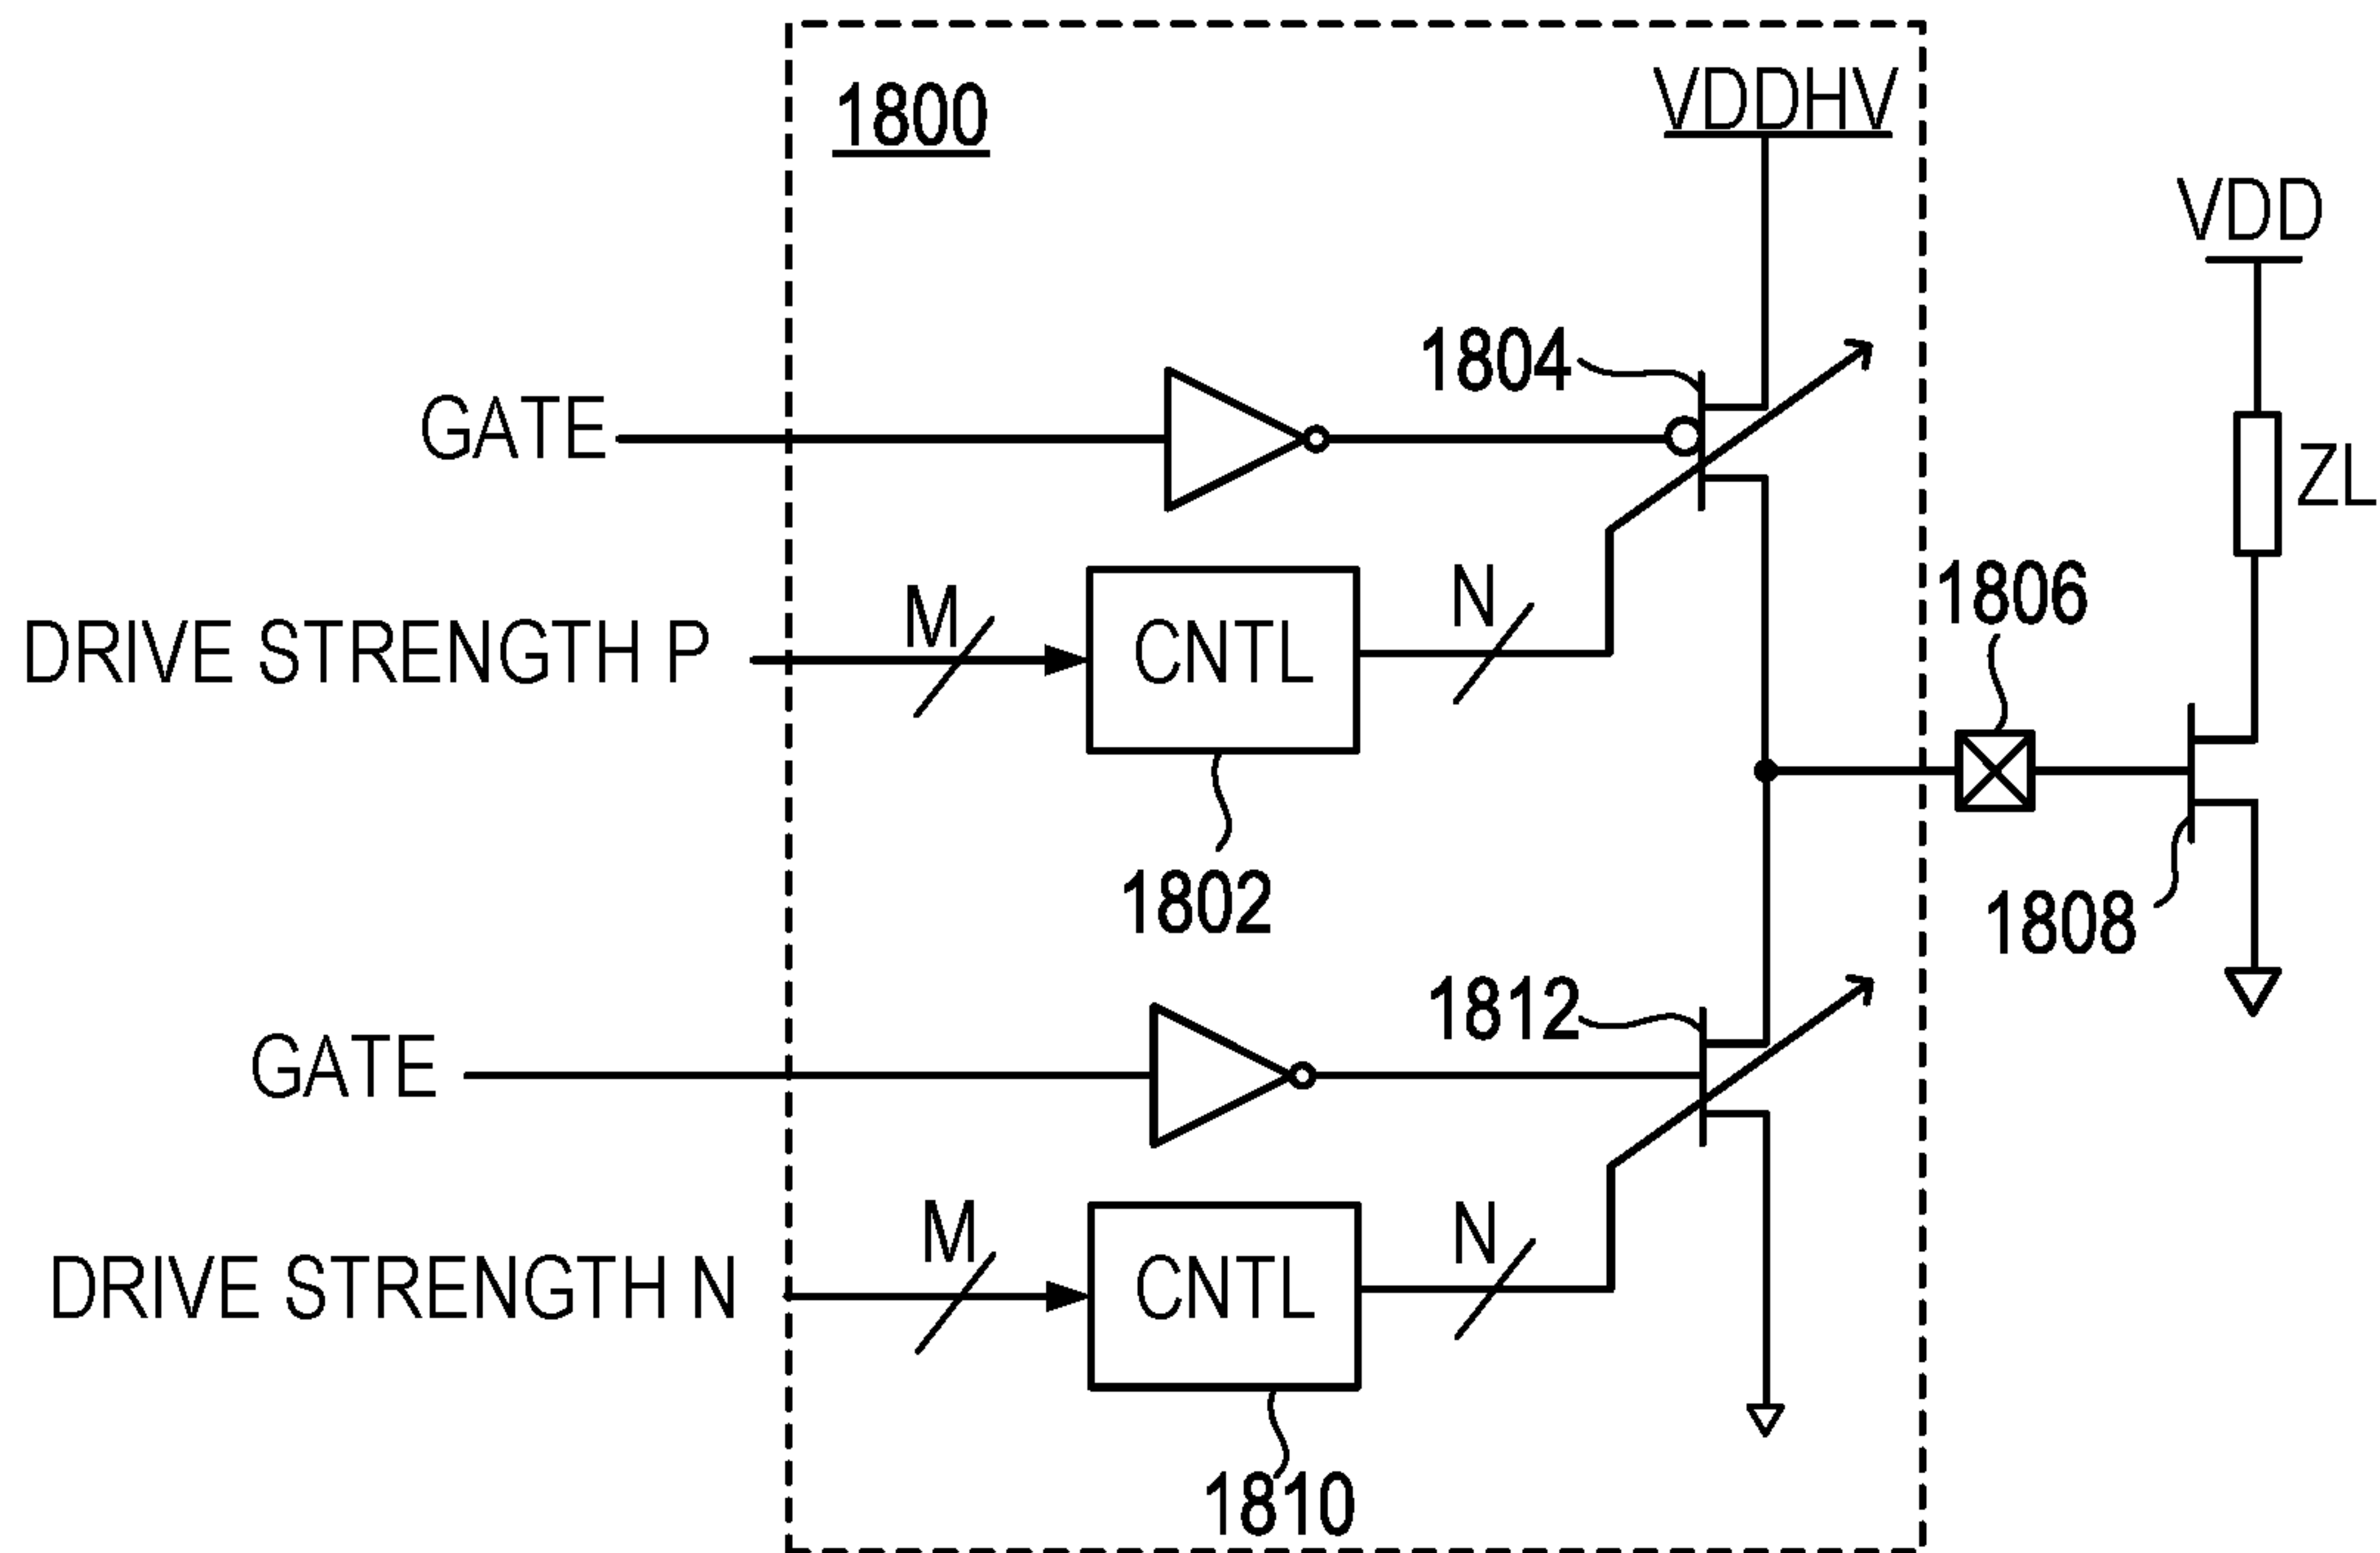 1800
VDDHV
VDD
1804
GATE
ZL
1806
M
N
DRIVE STRENGTH P
CNTL
1802
1808
1812
GATE
M
N
DRIVE STRENGTH N
CNTL
1810